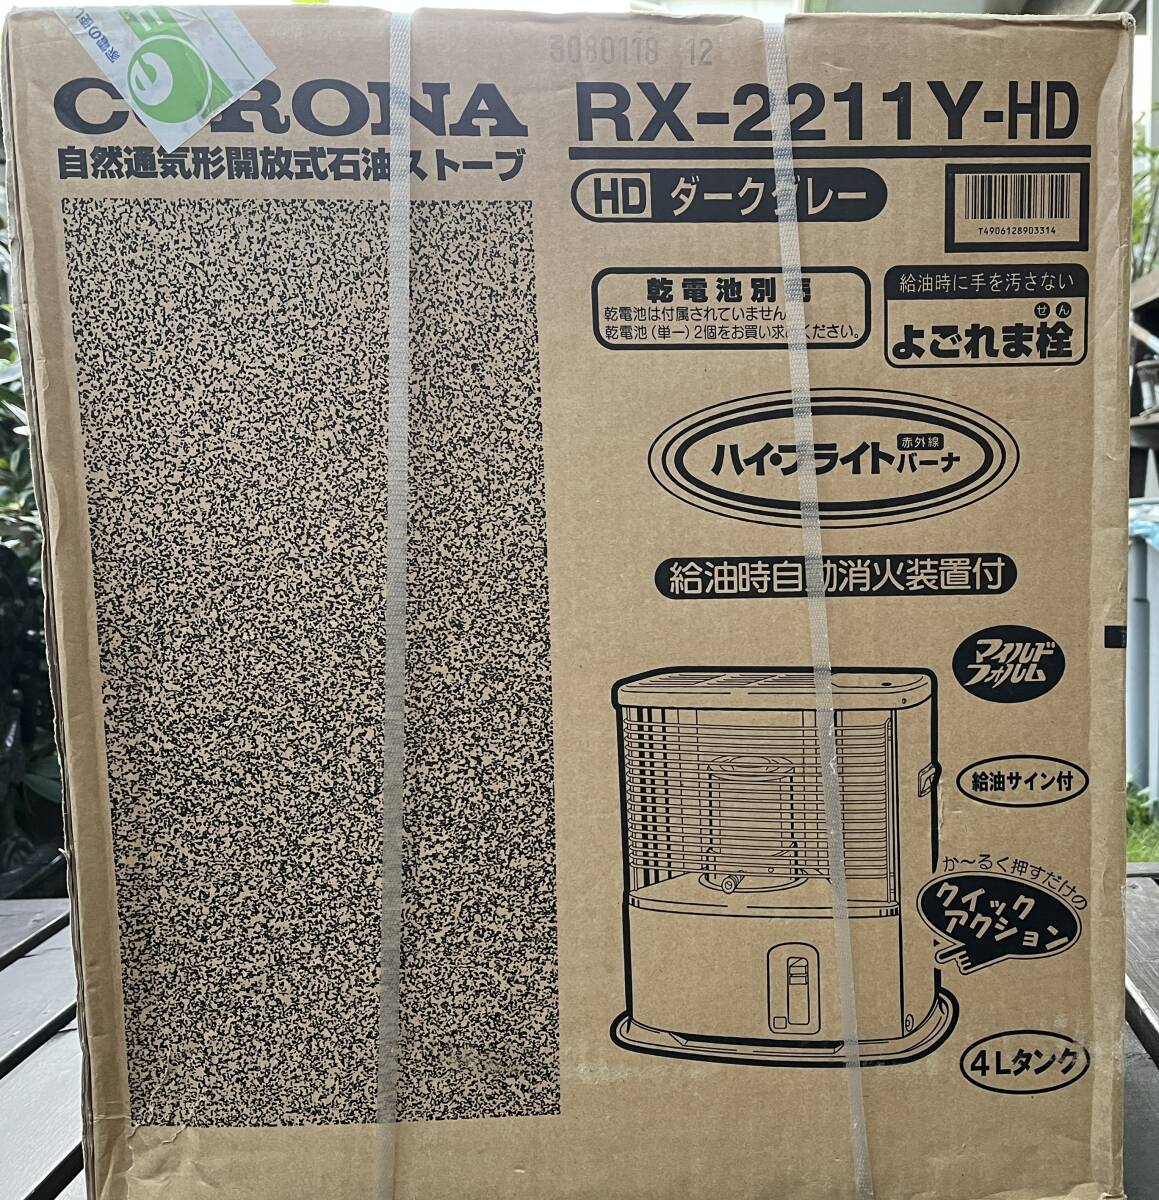 家電の便
3080118 12
CORONA
自然通気形開放式石油ストーブ
RX-2211Y-HD
HD ダークグレー
T4906128903314
乾電池別売
乾電池は付属されていません
乾電池(単一)2個をお買い求めください。
給油時に手を汚さない
せん
よごれま栓
ハイ・ブライト赤外線バーナ
給油時自動消火装置付
マイルド
フォルム
給油サイン付
か〜るく押すだけの
クイック
アクション
4Lタンク